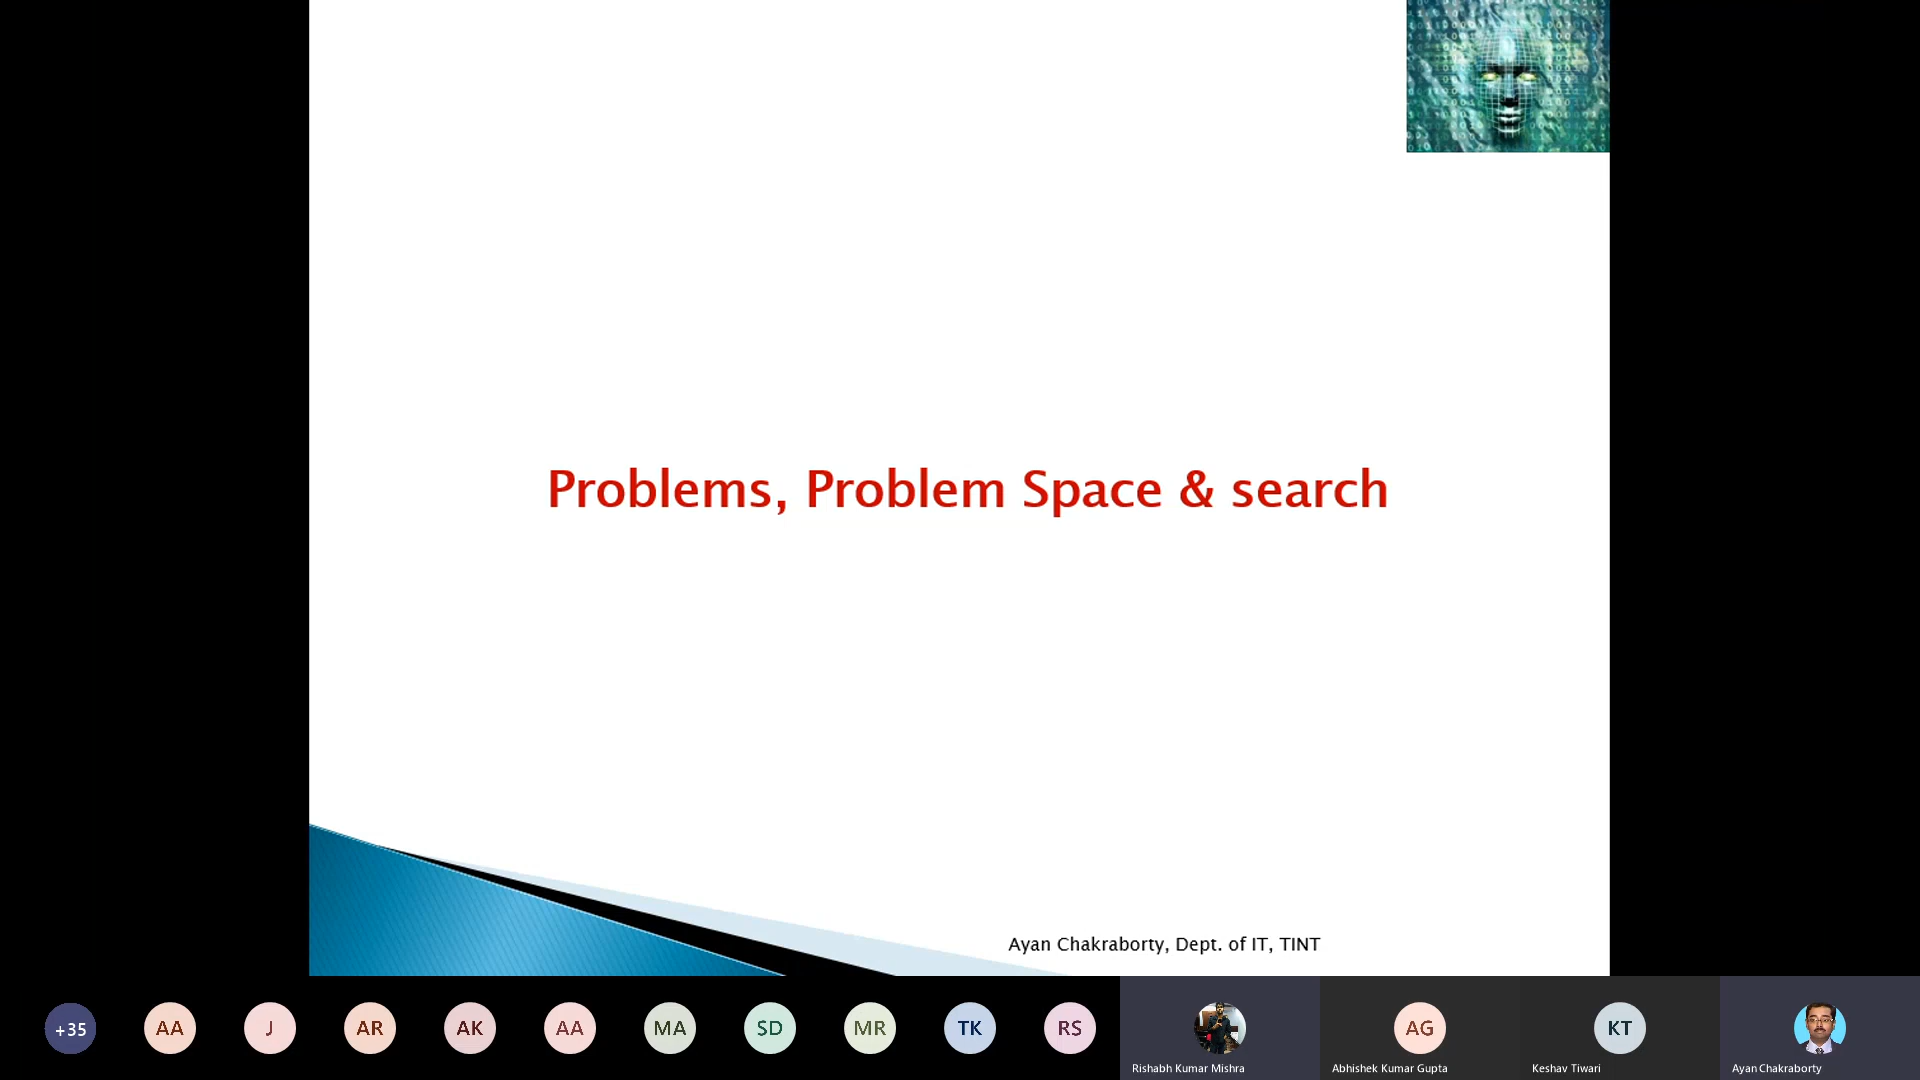 Problems, Problem Space & search
Ayan Chakraborty, Dept. of IT, TINT
+35
AA
J
AR
AK
AA
MA
SD
MR
TK
RS
AG
KT
Rishabh Kumar Mishra
Abhishek Kumar Gupta
Keshav Tiwari
Ayan Chakraborty